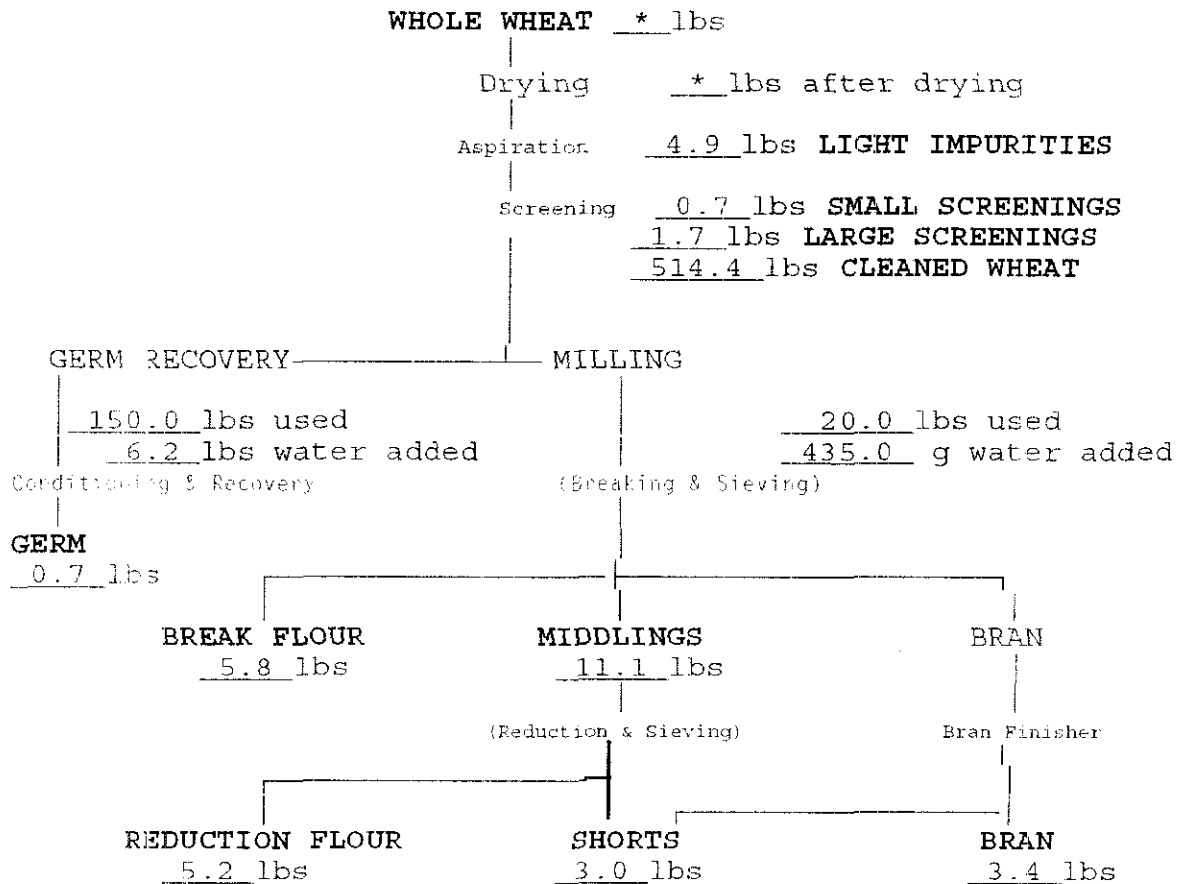 WHOLE WHEAT * lbs
Drying * lbs after drying
Aspiration 4.9 lbs LIGHT IMPURITIES
Screening 0.7 lbs SMALL SCREENINGS
1.7 lbs LARGE SCREENINGS
514.4 lbs CLEANED WHEAT
GERM RECOVERY MILLING
150.0 lbs used 20.0 lbs used
6.2 lbs water added 435.0 g water added
Conditioning & Recovery (Breaking & Sieving)
GERM
0.7 lbs
BREAK FLOUR MIDDLINGS BRAN
5.8 lbs 11.1 lbs
(Reduction & Sieving) Bran Finisher
REDUCTION FLOUR SHORTS BRAN
5.2 lbs 3.0 lbs 3.4 lbs